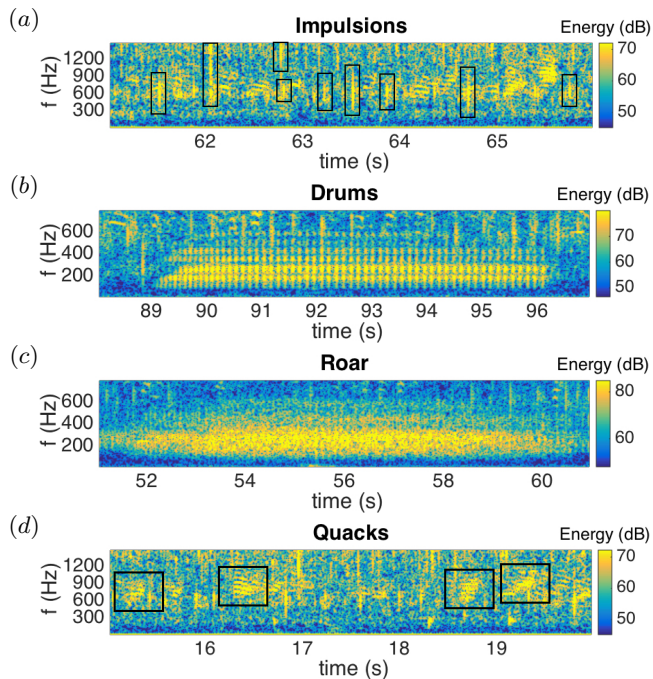 (a)
Impulsions
Energy (dB)
f (Hz)
1200
900
600
300
62 63 64 65
time (s)
70
60
50
(b)
Drums
Energy (dB)
f (Hz)
600
400
200
89 90 91 92 93 94 95 96
time (s)
70
60
50
(c)
Roar
Energy (dB)
f (Hz)
600
400
200
52 54 56 58 60
time (s)
80
60
(d)
Quacks
Energy (dB)
f (Hz)
1200
900
600
300
16 17 18 19
time (s)
70
60
50